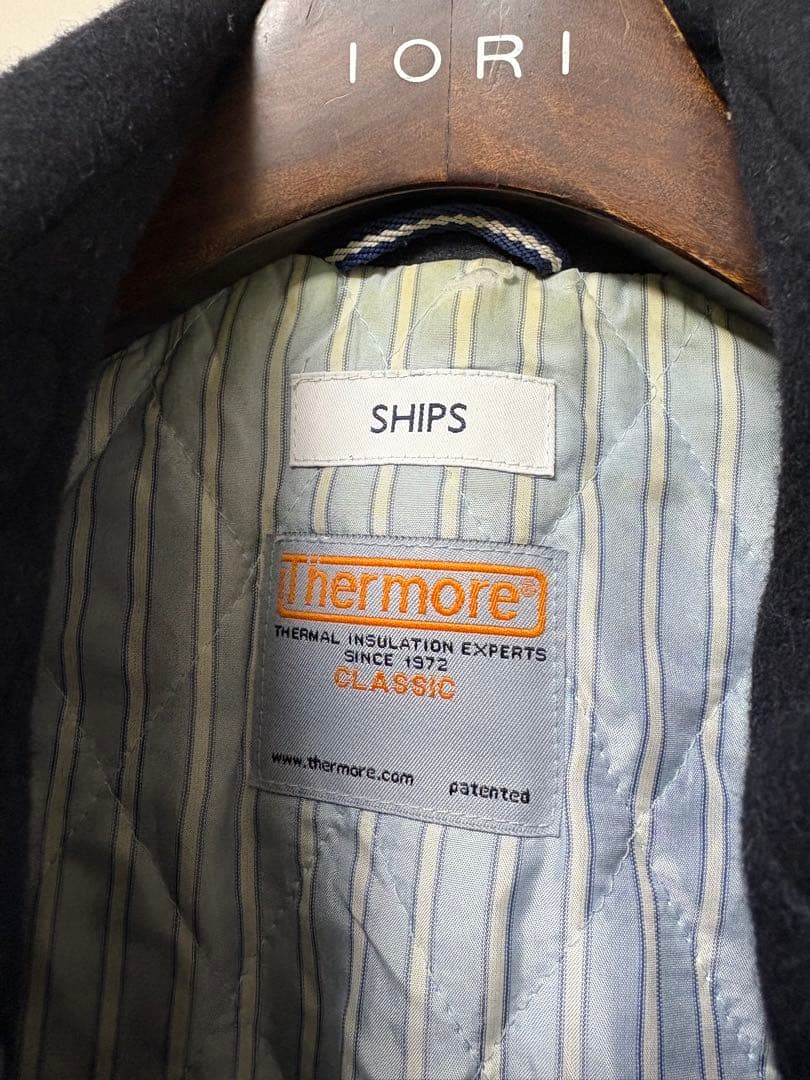 IORI
SHIPS
Thermore®
THERMAL INSULATION EXPERTS
SINCE 1972
CLASSIC
www.thermore.com
patented